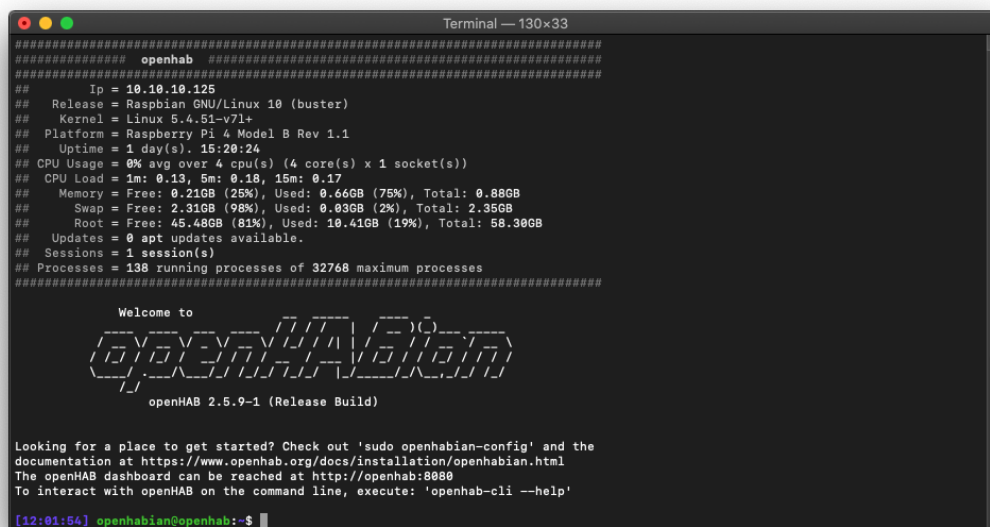 Terminal — 130×33
###############################################################################
############### openhab #####################################################
###############################################################################
## Ip = 10.10.10.125
## Release = Raspbian GNU/Linux 10 (buster)
## Kernel = Linux 5.4.51-v7l+
## Platform = Raspberry Pi 4 Model B Rev 1.1
## Uptime = 1 day(s). 15:20:24
## CPU Usage = 0% avg over 4 cpu(s) (4 core(s) x 1 socket(s))
## CPU Load = 1m: 0.13, 5m: 0.18, 15m: 0.17
## Memory = Free: 0.21GB (25%), Used: 0.66GB (75%), Total: 0.88GB
## Swap = Free: 2.31GB (98%), Used: 0.03GB (2%), Total: 2.35GB
## Root = Free: 45.48GB (81%), Used: 10.41GB (19%), Total: 58.30GB
## Updates = 0 apt updates available.
## Sessions = 1 session(s)
## Processes = 138 running processes of 32768 maximum processes
###############################################################################
Welcome to
openHABian
openHAB 2.5.9-1 (Release Build)
Looking for a place to get started? Check out 'sudo openhabian-config' and the
documentation at https://www.openhab.org/docs/installation/openhabian.html
The openHAB dashboard can be reached at http://openhab:8080
To interact with openHAB on the command line, execute: 'openhab-cli --help'
[12:01:54] openhabian@openhab:~$